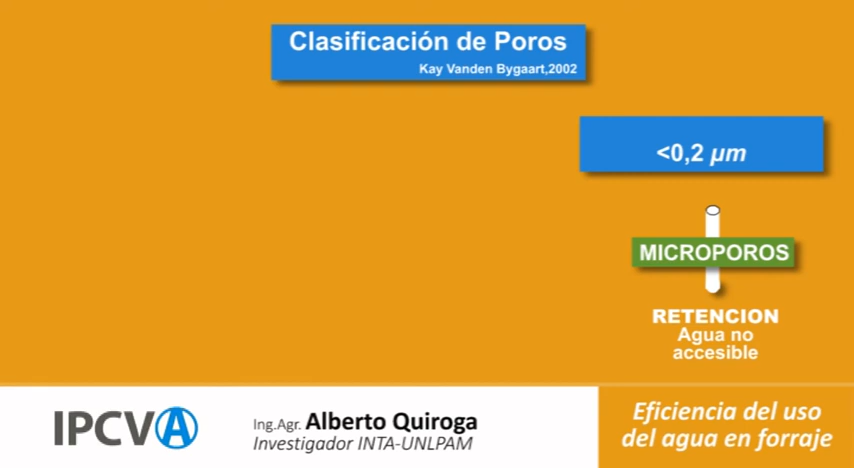 Clasificación de Poros
Kay Vanden Bygaart,2002
<0,2 µm
MICROPOROS
RETENCION
Agua no
accesible
IPCVA
Ing.Agr. Alberto Quiroga
Investigador INTA-UNLPAM
Eficiencia del uso
del agua en forraje